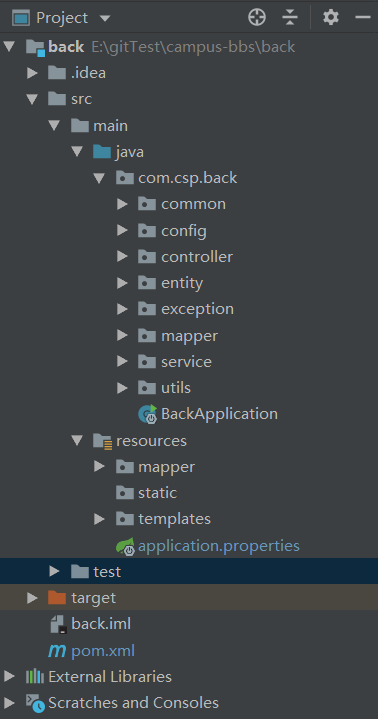 Project
back E:\gitTest\campus-bbs\back
.idea
src
main
java
com.csp.back
common
config
controller
entity
exception
mapper
service
utils
BackApplication
resources
mapper
static
templates
application.properties
test
target
back.iml
pom.xml
External Libraries
Scratches and Consoles